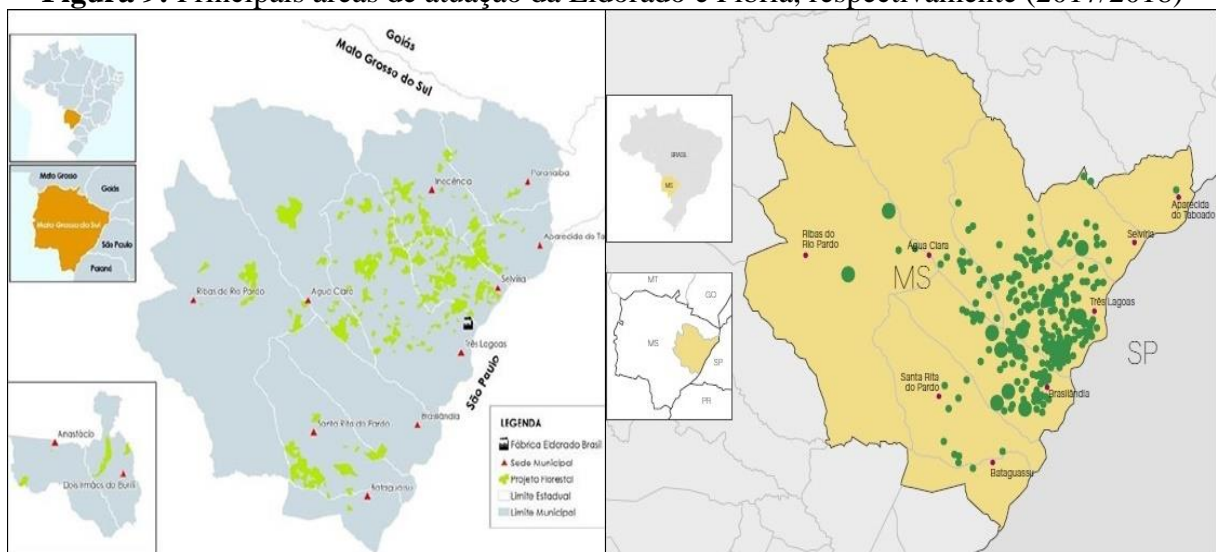 Figura 9: Principais áreas de atuação da Eldorado e Fibria, respectivamente (2017/2018)
Goiás
Mato Grosso do Sul
Mato Grosso
Goiás
Mato Grosso do Sul
São Paulo
Paraná
Inocência
Paranaíba
Aparecida do Ta
Selvíria
Ribas do Rio Pardo
Água Clara
Três Lagoas
São Paulo
Brasilândia
Santa Rita do Pardo
Bataguassu
Anastácio
Dois Irmãos do Buriti
LEGENDA
Fábrica Eldorado Brasil
Sede Municipal
Projeto Florestal
Limite Estadual
Limite Municipal
BRASIL
MS
MT
GO
MS
SP
PR
Ribas do
Rio Pardo
Água Clara
MS
Aparecida
do Taboado
Selvíria
Três Lagoas
SP
Santa Rita
do Pardo
Brasilândia
Bataguassu